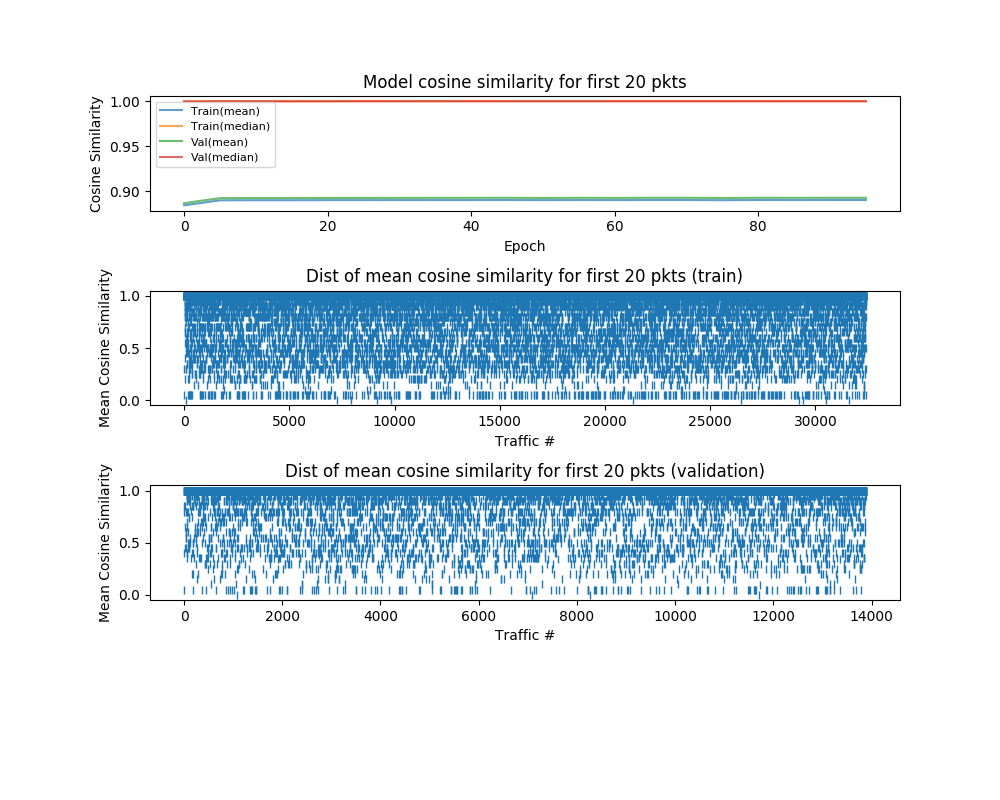 Model cosine similarity for first 20 pkts
Cosine Similarity
1.00
0.95
0.90
Train(mean)
Train(median)
Val(mean)
Val(median)
0 20 40 60 80
Epoch
Dist of mean cosine similarity for first 20 pkts (train)
Mean Cosine Similarity
1.0
0.5
0.0
0 5000 10000 15000 20000 25000 30000
Traffic #
Dist of mean cosine similarity for first 20 pkts (validation)
Mean Cosine Similarity
1.0
0.5
0.0
0 2000 4000 6000 8000 10000 12000 14000
Traffic #